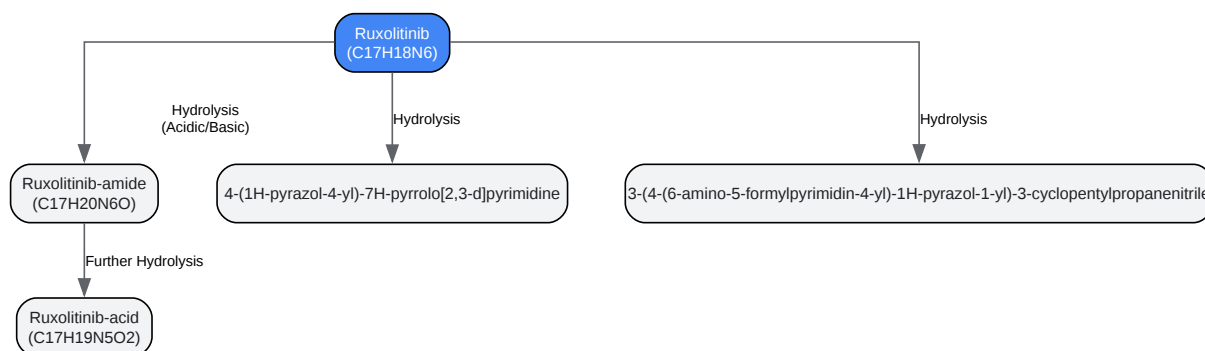 Ruxolitinib
(C17H18N6)
Hydrolysis
(Acidic/Basic)
Hydrolysis
Hydrolysis
Ruxolitinib-amide
(C17H20N6O)
4-(1H-pyrazol-4-yl)-7H-pyrrolo[2,3-d]pyrimidine
3-(4-(6-amino-5-formylpyrimidin-4-yl)-1H-pyrazol-1-yl)-3-cyclopentylpropanenitrile
Further Hydrolysis
Ruxolitinib-acid
(C17H19N5O2)